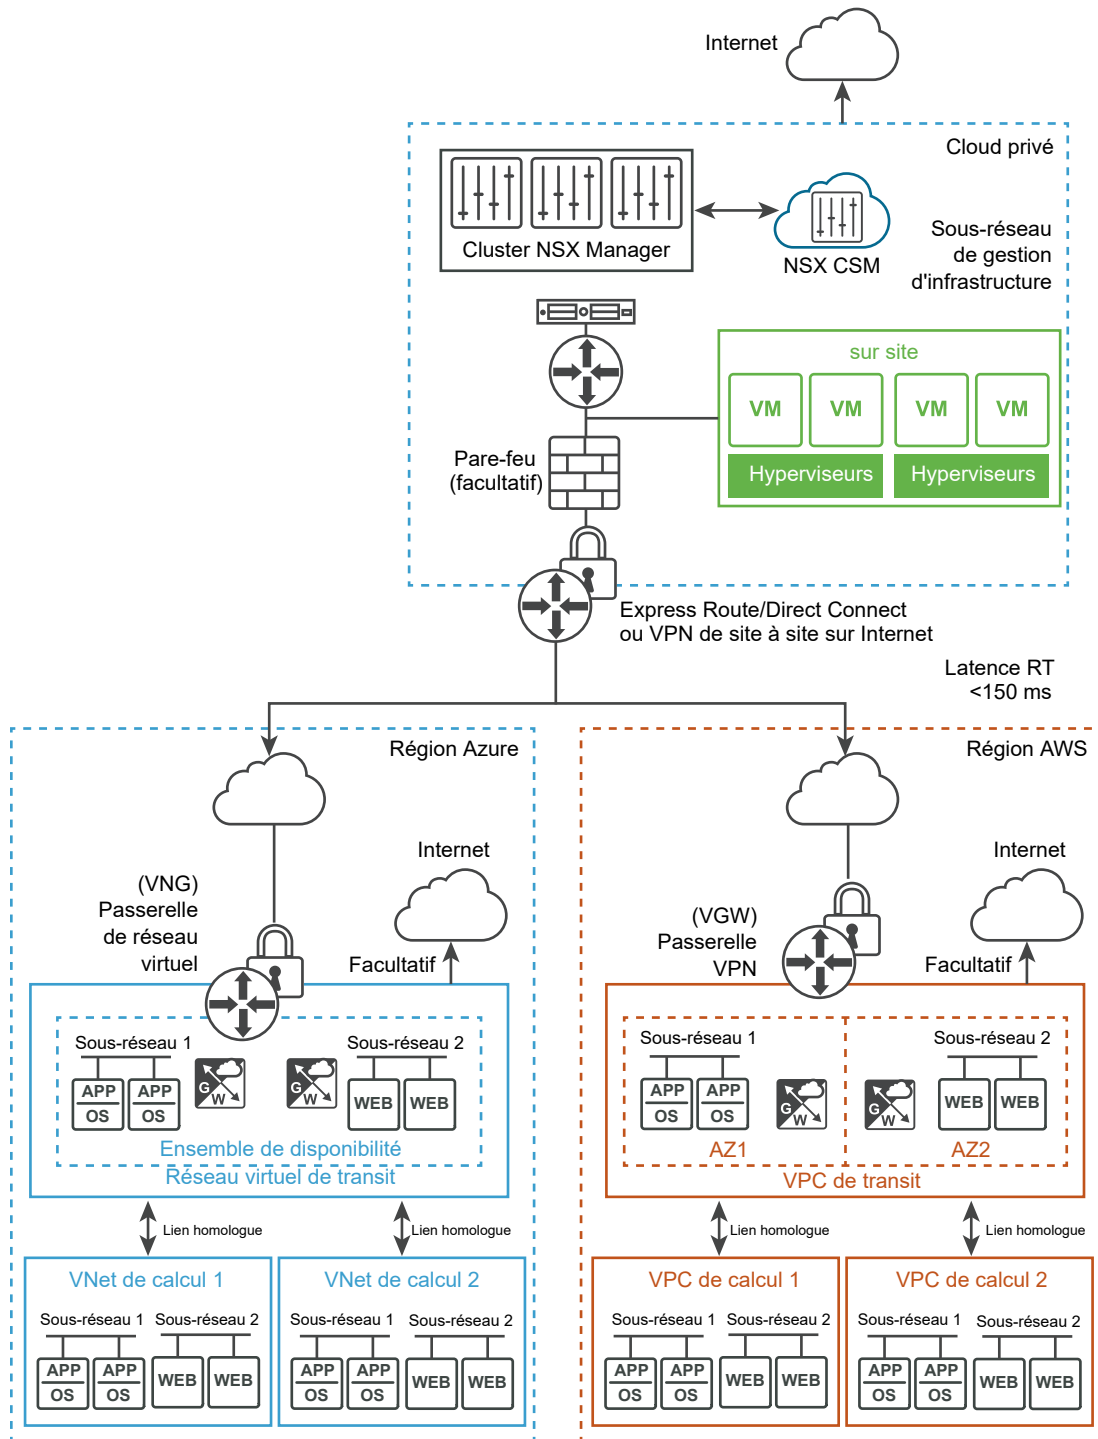 Internet
Cloud privé
Cluster NSX Manager
NSX CSM
Sous-réseau
de gestion
d'infrastructure
sur site
VM
VM
VM
VM
Hyperviseurs
Hyperviseurs
Pare-feu
(facultatif)
Express Route/Direct Connect
ou VPN de site à site sur Internet
Latence RT
<150 ms
Région Azure
Internet
(VNG)
Passerelle
de réseau
virtuel
Facultatif
Sous-réseau 1
Sous-réseau 2
APP
OS
APP
OS
G
W
G
W
WEB
WEB
Ensemble de disponibilité
Réseau virtuel de transit
Lien homologue
Lien homologue
VNet de calcul 1
Sous-réseau 1
Sous-réseau 2
APP
OS
APP
OS
WEB
WEB
VNet de calcul 2
Sous-réseau 1
Sous-réseau 2
APP
OS
APP
OS
WEB
WEB
Région AWS
Internet
(VGW)
Passerelle
VPN
Facultatif
Sous-réseau 1
Sous-réseau 2
APP
OS
APP
OS
G
W
G
W
WEB
WEB
AZ1
AZ2
VPC de transit
Lien homologue
Lien homologue
VPC de calcul 1
Sous-réseau 1
Sous-réseau 2
APP
OS
APP
OS
WEB
WEB
VPC de calcul 2
Sous-réseau 1
Sous-réseau 2
APP
OS
APP
OS
WEB
WEB